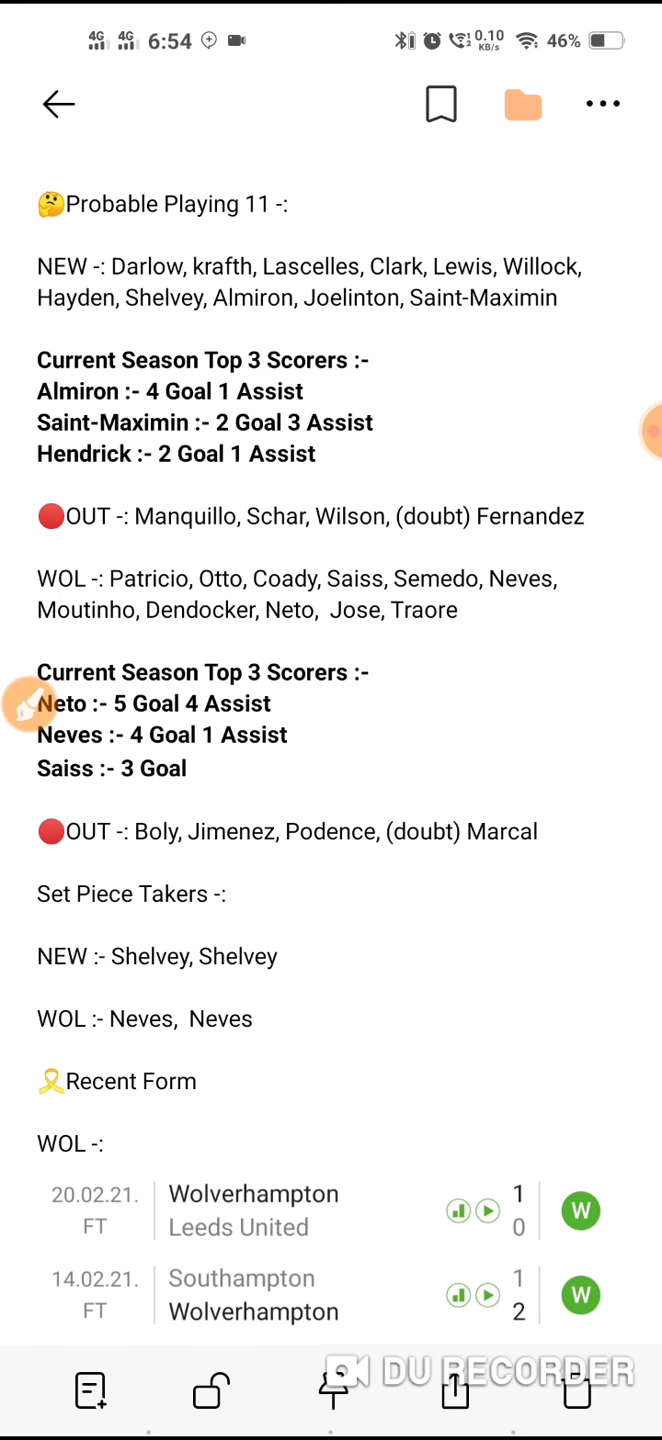 4G 4G 6:54 0.10 KB/s 46%
🤔Probable Playing 11 -:
NEW -: Darlow, krafth, Lascelles, Clark, Lewis, Willock,
Hayden, Shelvey, Almiron, Joelinton, Saint-Maximin
Current Season Top 3 Scorers :-
Almiron :- 4 Goal 1 Assist
Saint-Maximin :- 2 Goal 3 Assist
Hendrick :- 2 Goal 1 Assist
🔴OUT -: Manquillo, Schar, Wilson, (doubt) Fernandez
WOL -: Patricio, Otto, Coady, Saiss, Semedo, Neves,
Moutinho, Dendocker, Neto,  Jose, Traore
Current Season Top 3 Scorers :-
Neto :- 5 Goal 4 Assist
Neves :- 4 Goal 1 Assist
Saiss :- 3 Goal
🔴OUT -: Boly, Jimenez, Podence, (doubt) Marcal
Set Piece Takers -:
NEW :- Shelvey, Shelvey
WOL :- Neves,  Neves
🎗Recent Form
WOL -:
20.02.21. Wolverhampton 1 W
FT Leeds United 0
14.02.21. Southampton 1 W
FT Wolverhampton 2
DU RECORDER